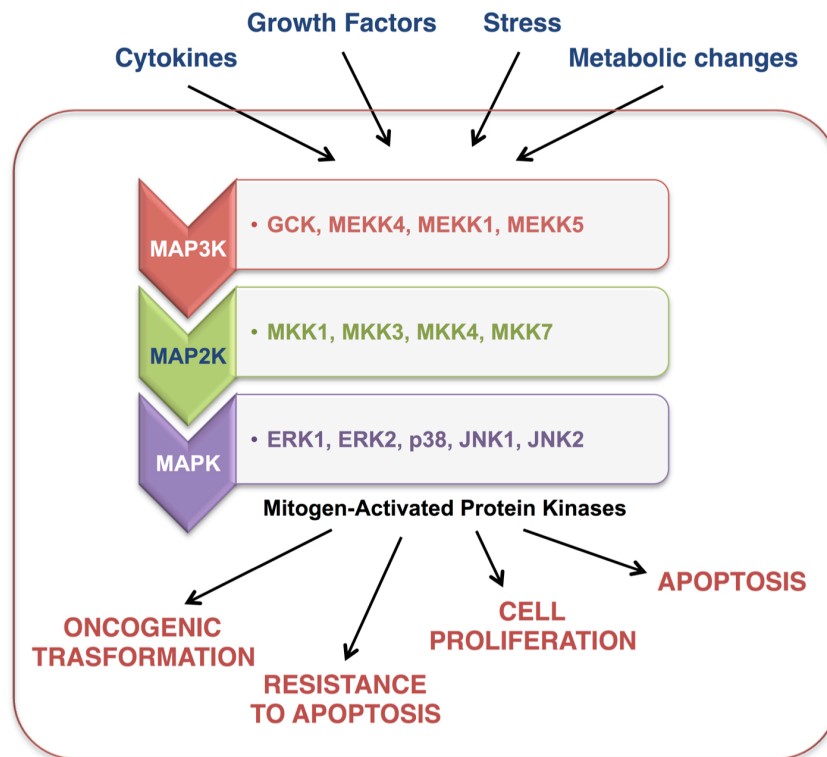 Growth Factors
Stress
Cytokines
Metabolic changes
MAP3K
• GCK, MEKK4, MEKK1, MEKK5
MAP2K
• MKK1, MKK3, MKK4, MKK7
MAPK
• ERK1, ERK2, p38, JNK1, JNK2
Mitogen-Activated Protein Kinases
ONCOGENIC
TRASFORMATION
RESISTANCE
TO APOPTOSIS
CELL
PROLIFERATION
APOPTOSIS